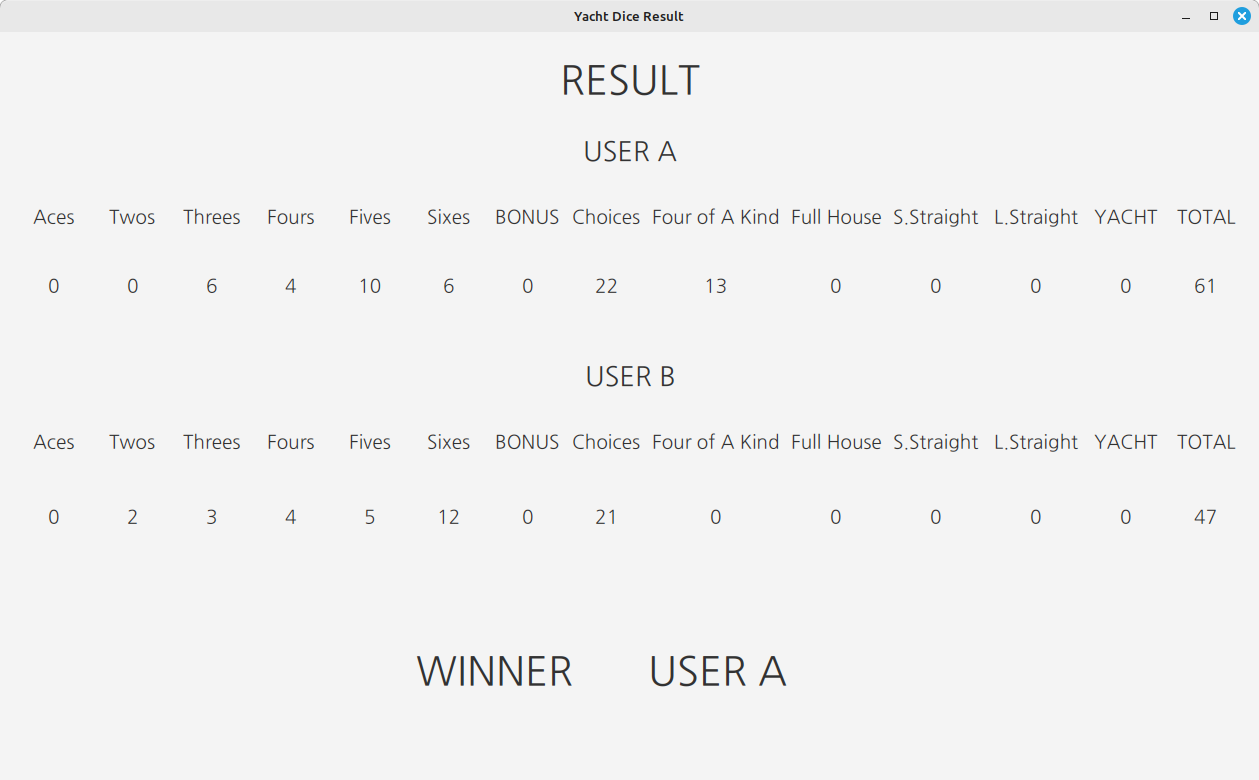 Yacht Dice Result
RESULT
USER A
Aces Twos Threes Fours Fives Sixes BONUS Choices Four of A Kind Full House S.Straight L.Straight YACHT TOTAL
0 0 6 4 10 6 0 22 13 0 0 0 0 61
USER B
Aces Twos Threes Fours Fives Sixes BONUS Choices Four of A Kind Full House S.Straight L.Straight YACHT TOTAL
0 2 3 4 5 12 0 21 0 0 0 0 0 47
WINNER USER A